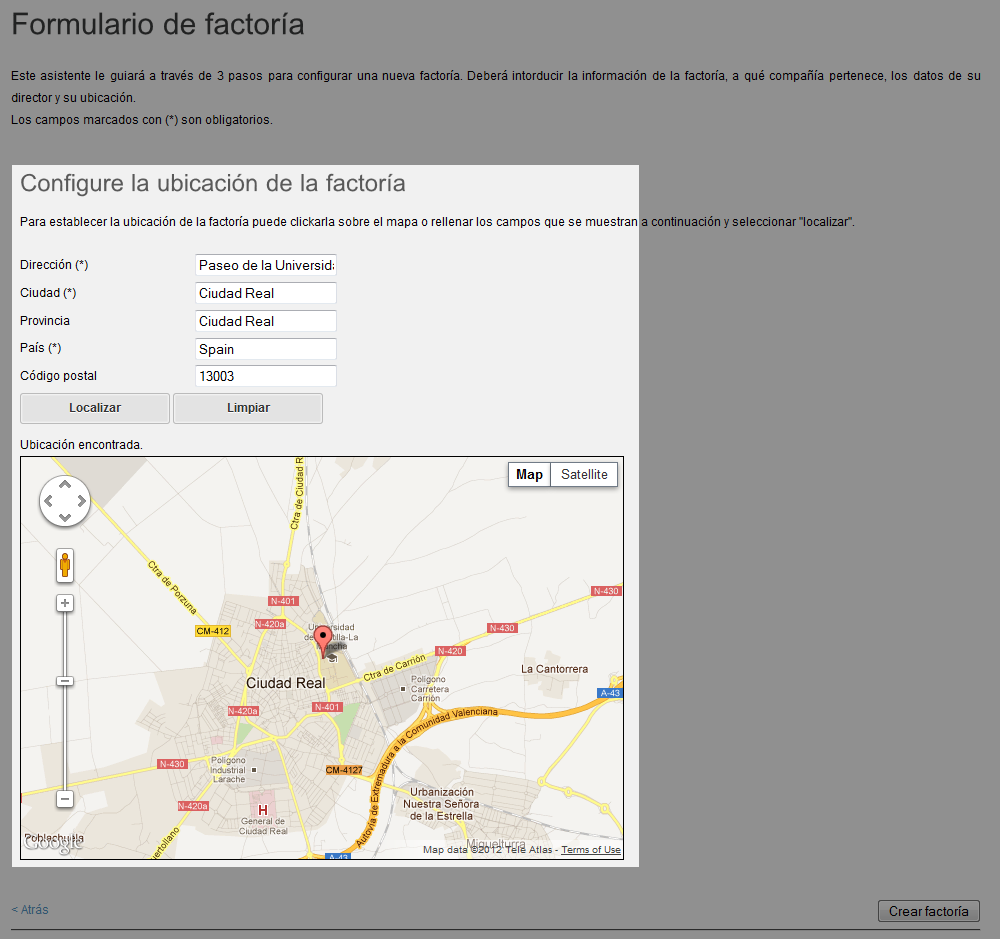 Formulario de factoría
Este asistente le guiará a través de 3 pasos para configurar una nueva factoría. Deberá intorducir la información de la factoría, a qué compañía pertenece, los datos de su
director y su ubicación.
Los campos marcados con (*) son obligatorios.
Configure la ubicación de la factoría
Para establecer la ubicación de la factoría puede clickarla sobre el mapa o rellenar los campos que se muestran a continuación y seleccionar "localizar".
Dirección (*) Paseo de la Universid
Ciudad (*) Ciudad Real
Provincia Ciudad Real
País (*) Spain
Código postal 13003
Localizar Limpiar
Ubicación encontrada.
Map Satellite
Ctra de Ciudad R
Ctra de Porzuna
N-430
N-401
CM-412
N-420a
Universidad
de Castilla-La
Mancha
N-430
N-420
Ctra de Carrión
La Cantorrera
Ciudad Real
Polígono
Carretera
Carrión
A-43
N-420a
N-401
Autovía de Extremadura a la Comunidad Valenciana
N-430
Polígono
Industrial
Larache
CM-4127
Urbanización
Nuestra Señora
de la Estrella
N-420a
H
General de
Ciudad Real
Poblachuela
Google
uertollano
Miguelturra
A-43
Map data ©2012 Tele Atlas - Terms of Use
< Atrás
Crear factoría